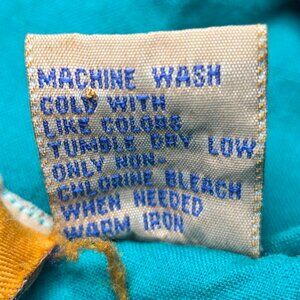 MACHINE WASH
COLD WITH
LIKE COLORS
TUMBLE DRY LOW
ONLY NON-
CHLORINE BLEACH
WHEN NEEDED
WARM IRON